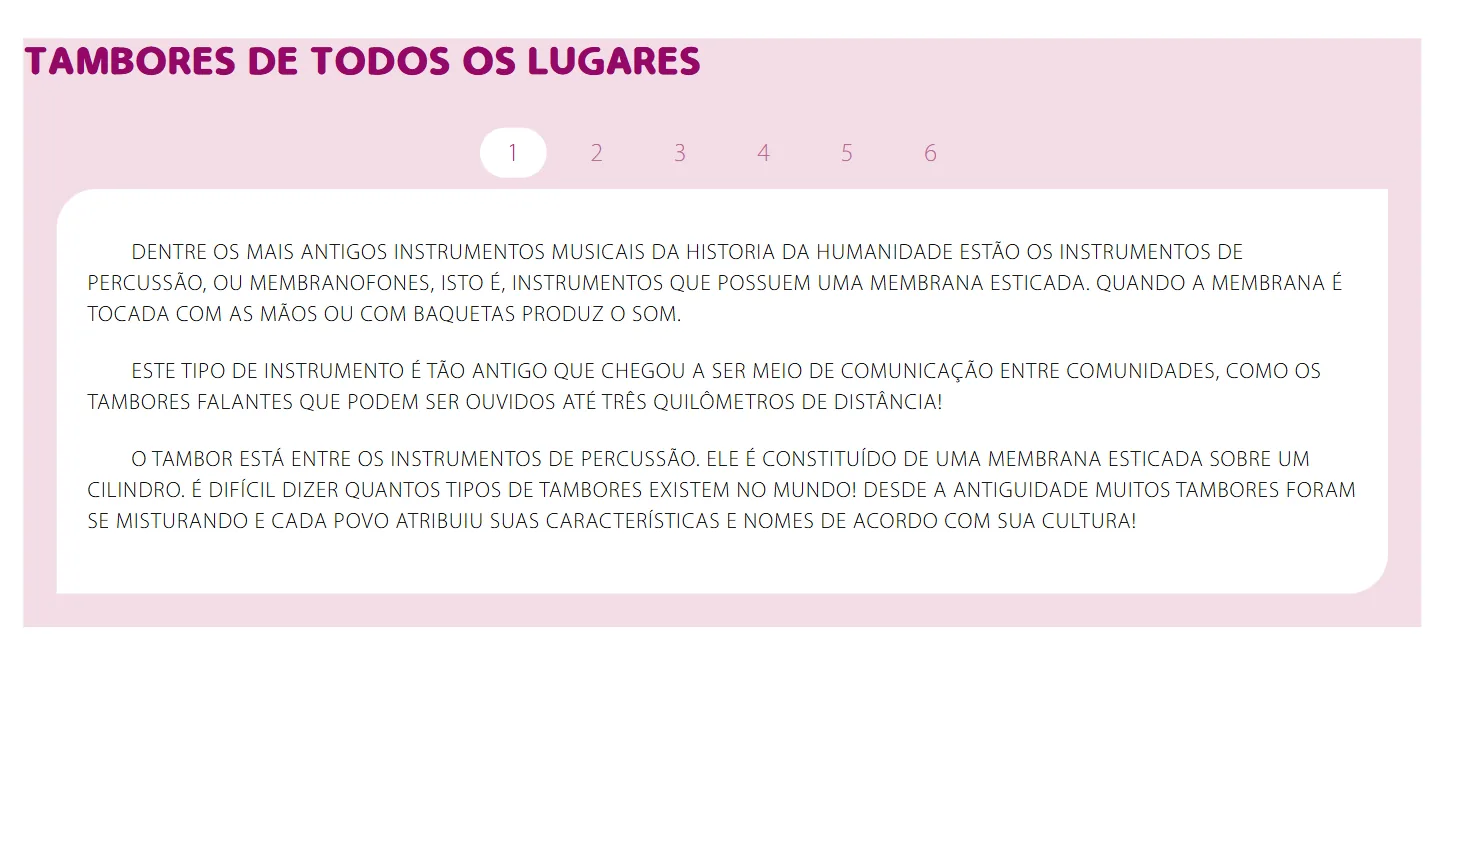 TAMBORES DE TODOS OS LUGARES
1 2 3 4 5 6
DENTRE OS MAIS ANTIGOS INSTRUMENTOS MUSICAIS DA HISTORIA DA HUMANIDADE ESTÃO OS INSTRUMENTOS DE
PERCUSSÃO, OU MEMBRANOFONES, ISTO É, INSTRUMENTOS QUE POSSUEM UMA MEMBRANA ESTICADA. QUANDO A MEMBRANA É
TOCADA COM AS MÃOS OU COM BAQUETAS PRODUZ O SOM.
ESTE TIPO DE INSTRUMENTO É TÃO ANTIGO QUE CHEGOU A SER MEIO DE COMUNICAÇÃO ENTRE COMUNIDADES, COMO OS
TAMBORES FALANTES QUE PODEM SER OUVIDOS ATÉ TRÊS QUILÔMETROS DE DISTÂNCIA!
O TAMBOR ESTÁ ENTRE OS INSTRUMENTOS DE PERCUSSÃO. ELE É CONSTITUÍDO DE UMA MEMBRANA ESTICADA SOBRE UM
CILINDRO. É DIFÍCIL DIZER QUANTOS TIPOS DE TAMBORES EXISTEM NO MUNDO! DESDE A ANTIGUIDADE MUITOS TAMBORES FORAM
SE MISTURANDO E CADA POVO ATRIBUIU SUAS CARACTERÍSTICAS E NOMES DE ACORDO COM SUA CULTURA!